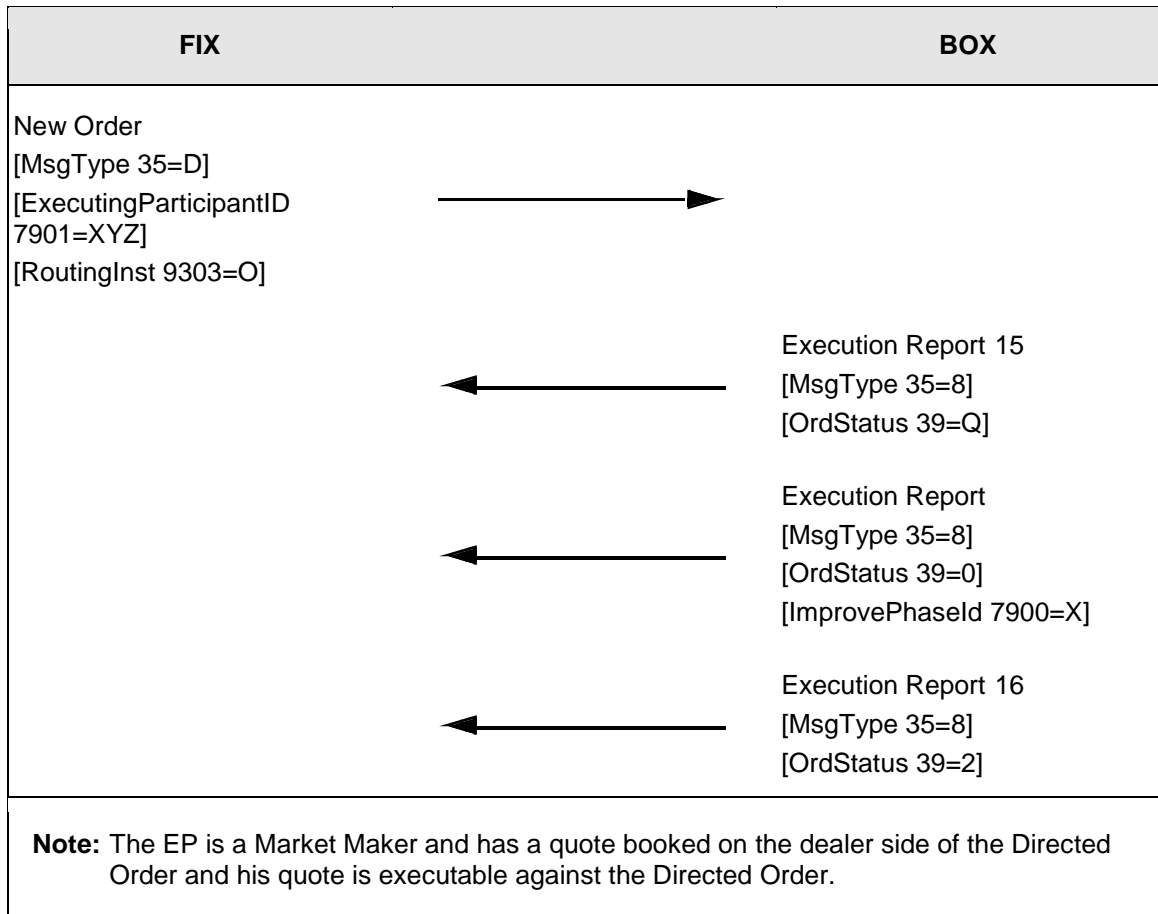 FIX
BOX
New Order
[MsgType 35=D]
[ExecutingParticipantID
7901=XYZ]
[RoutingInst 9303=O]
Execution Report 15
[MsgType 35=8]
[OrdStatus 39=Q]
Execution Report
[MsgType 35=8]
[OrdStatus 39=0]
[ImprovePhaseId 7900=X]
Execution Report 16
[MsgType 35=8]
[OrdStatus 39=2]
Note: The EP is a Market Maker and has a quote booked on the dealer side of the Directed
Order and his quote is executable against the Directed Order.